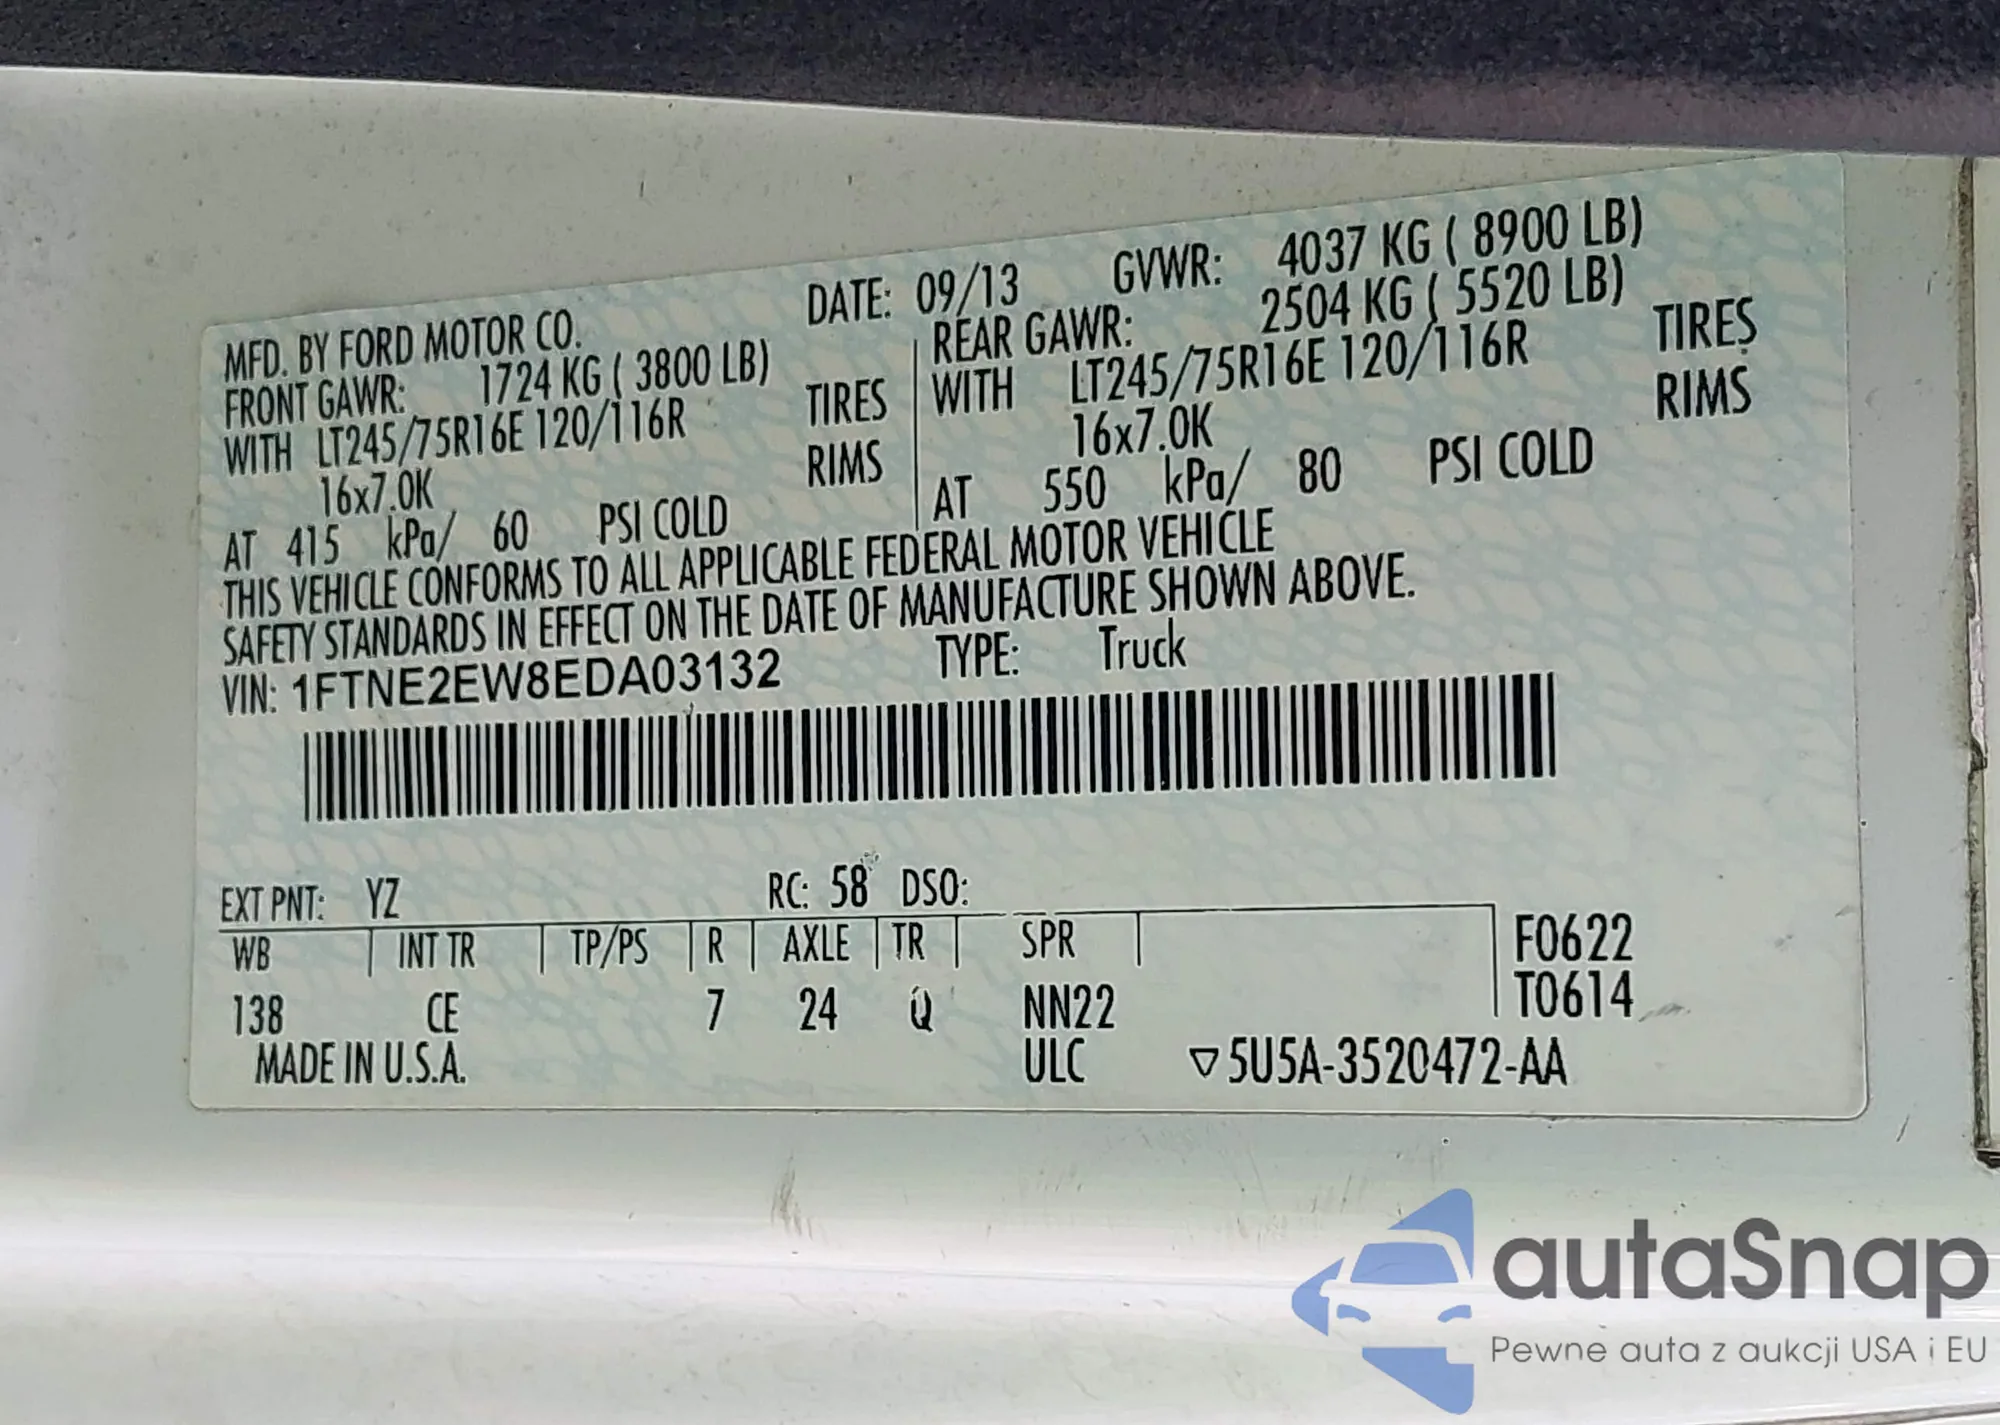 MFD. BY FORD MOTOR CO.
DATE: 09/13
GVWR: 4037 KG ( 8900 LB)
FRONT GAWR: 1724 KG ( 3800 LB)
WITH LT245/75R16E 120/116R TIRES
16x7.0K RIMS
AT 415 kPa/ 60 PSI COLD
REAR GAWR: 2504 KG ( 5520 LB)
WITH LT245/75R16E 120/116R TIRES
16x7.0K RIMS
AT 550 kPa/ 80 PSI COLD
THIS VEHICLE CONFORMS TO ALL APPLICABLE FEDERAL MOTOR VEHICLE
SAFETY STANDARDS IN EFFECT ON THE DATE OF MANUFACTURE SHOWN ABOVE.
VIN: 1FTNE2EW8EDA03132 TYPE: Truck
EXT PNT: YZ RC: 58 DSO:
WB INT TR TP/PS R AXLE TR SPR
F0622
138 CE 7 24 Q NN22
T0614
MADE IN U.S.A. ULC ▽5U5A-3520472-AA
autaSnap
Pewne auta z aukcji USA i EU